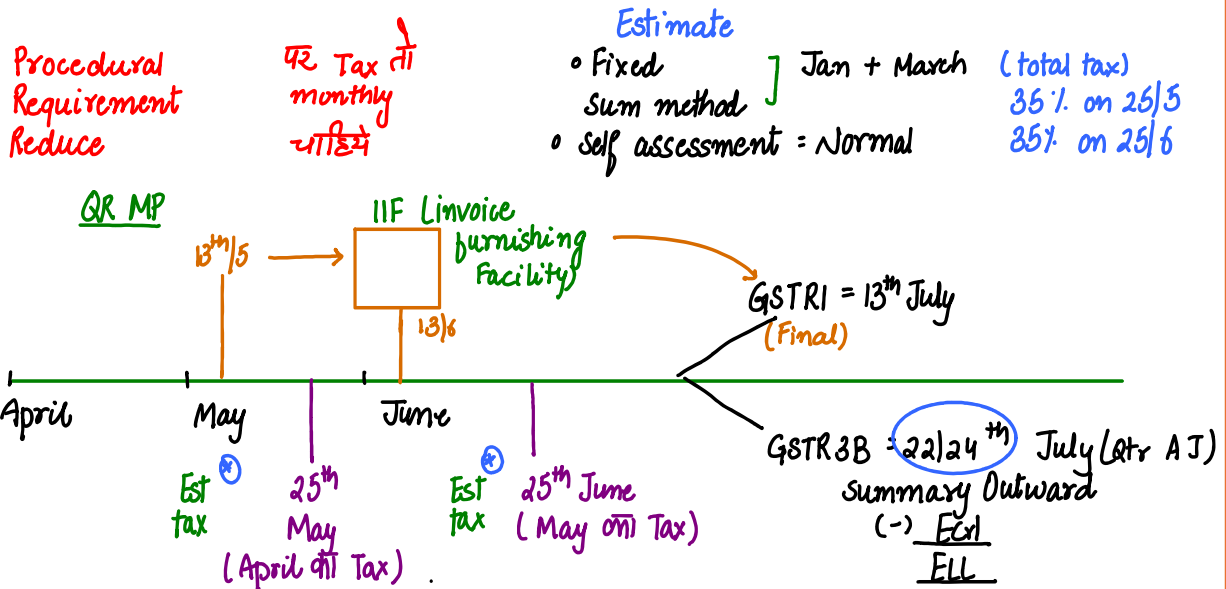 Procedural
Requirement
Reduce
पर Tax तो
monthly
चाहिये
Estimate
• Fixed
Sum method
• Self assessment = Normal
Jan + March
(total tax)
35% on 25/5
35% on 25/6
QR MP
13th/5
IIF (invoice
furnishing
Facility)
13/6
GSTR1 = 13th July
(Final)
April
May
June
Est
tax
*
25th
May
(April का Tax)
Est
tax
*
25th June
(May का Tax)
GSTR3B = 22/24th July (Qtr AJ)
Summary Outward
(-) ECrl
ELL